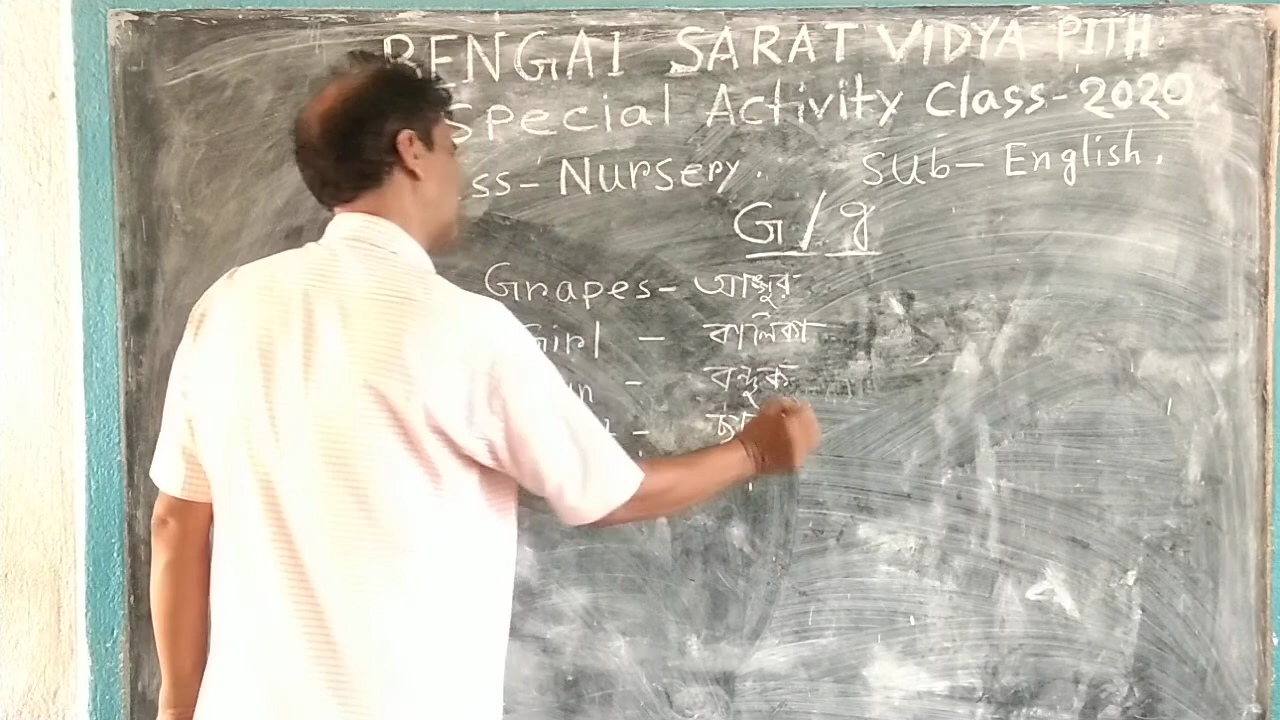 BENGAI SARAT VIDYA PITH.
Special Activity Class-2020
ss- Nursery. Sub- English.
G/g
Grapes- আঙ্গুর
Girl - বালিকা
n - বন্দুক